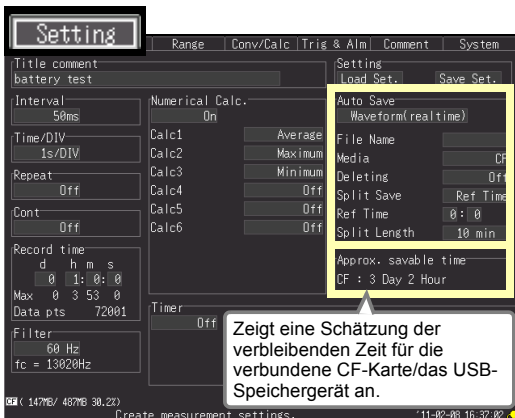 Setting
Range Conv/Calc Trig & Alm Comment System
Title comment
battery test
Setting
Load Set. Save Set.
Interval
50ms
Time/DIV
1s/DIV
Repeat
Off
Cont
Off
Record time
d h m s
0 1: 0: 0
Max 0 3 53 0
Data pts 72001
Filter
60 Hz
fc = 13020Hz
Numerical Calc.
On
Calc1 Average
Calc2 Maximum
Calc3 Minimum
Calc4 Off
Calc5 Off
Calc6 Off
Timer
Off
Auto Save
Waveform(real time)
File Name
Media CF
Deleting Off
Split Save Ref Time
Ref Time 0: 0
Split Length 10 min
Approx. savable time
CF : 3 Day 2 Hour
Zeigt eine Schätzung der
verbleibenden Zeit für die
verbundene CF-Karte/das USB-
Speichergerät an.
CF ( 147MB/ 487MB 30.2%)
Create measurement settings.
'11-02-08 16:37:02